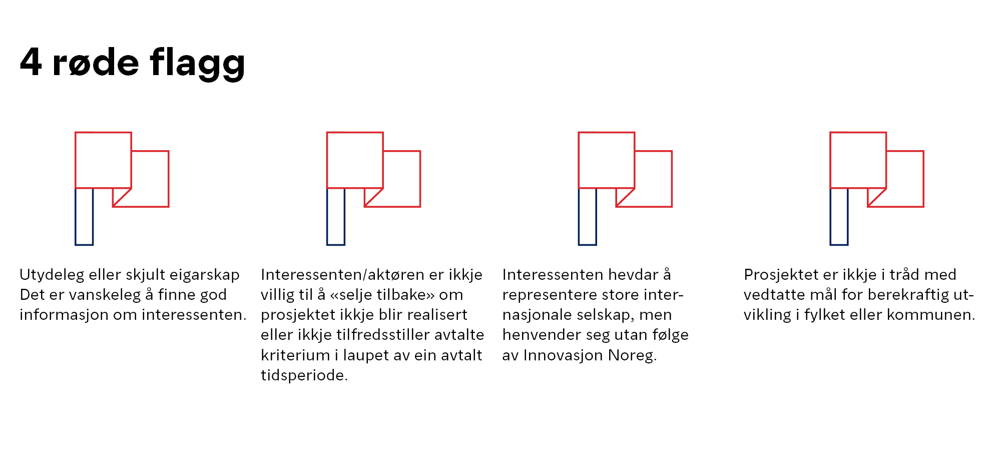 4 røde flagg
Utydeleg eller skjult eigarskap
Det er vanskeleg å finne god
informasjon om interessenten.
Interessenten/aktøren er ikkje
villig til å «selje tilbake» om
prosjektet ikkje blir realisert
eller ikkje tilfredsstiller avtalte
kriterium i laupet av ein avtalt
tidsperiode.
Interessenten hevdar å
representere store inter-
nasjonale selskap, men
henvender seg utan følge
av Innovasjon Noreg.
Prosjektet er ikkje i tråd med
vedtatte mål for berekraftig ut-
vikling i fylket eller kommunen.